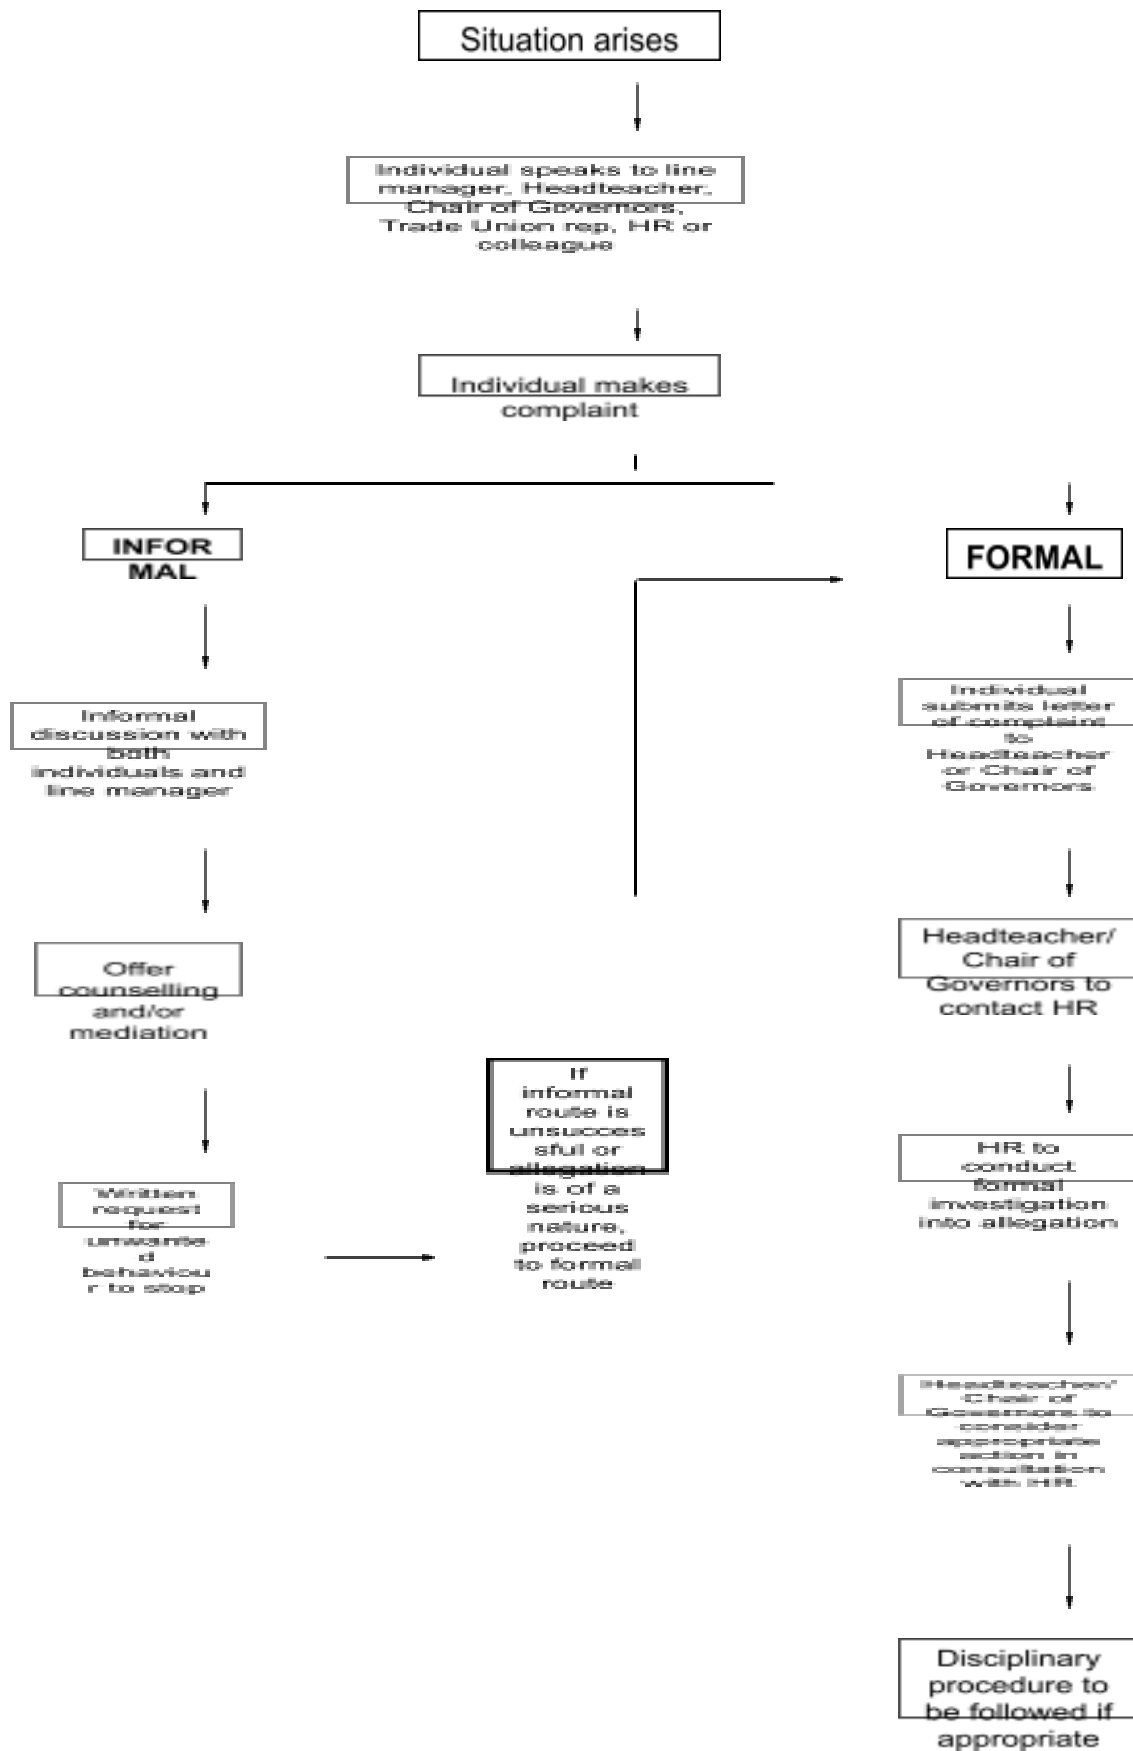 Situation arises
Individual speaks to line
manager, Headteacher,
Chair of Governors,
Trade Union rep, HR or
colleague
Individual makes
complaint
INFOR
MAL
FORMAL
Informal
discussion with
both
individuals and
line manager
Individual
submits letter
of complaint
to
Headteacher
or Chair of
Governors
Offer
counselling
and/or
mediation
Headteacher/
Chair of
Governors to
contact HR
If
informal
route is
unsucces
sful or
allegation
is of a
serious
nature,
proceed
to formal
route
Written
request
for
unwante
d
behaviou
r to stop
HR to
conduct
formal
investigation
into allegation
Headteacher/
Chair of
Governors to
consider
appropriate
action in
consultation
with HR
Disciplinary
procedure to
be followed if
appropriate